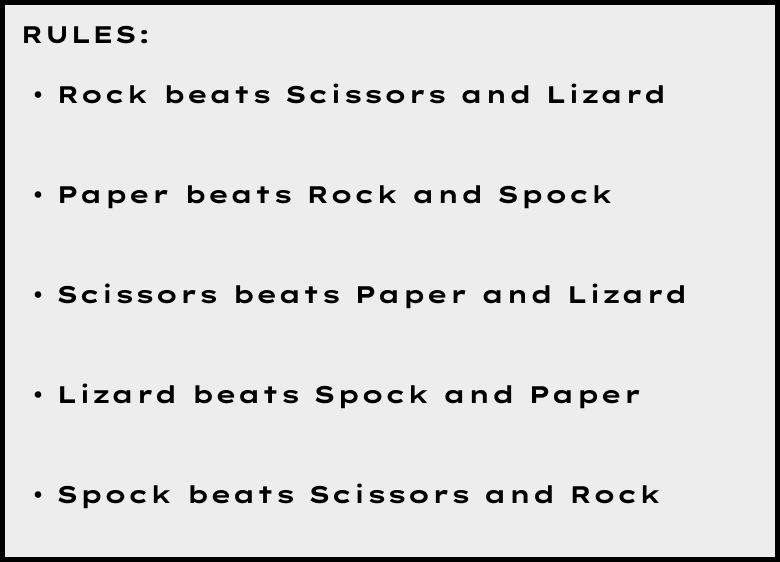 RULES:
• Rock beats Scissors and Lizard
• Paper beats Rock and Spock
• Scissors beats Paper and Lizard
• Lizard beats Spock and Paper
• Spock beats Scissors and Rock